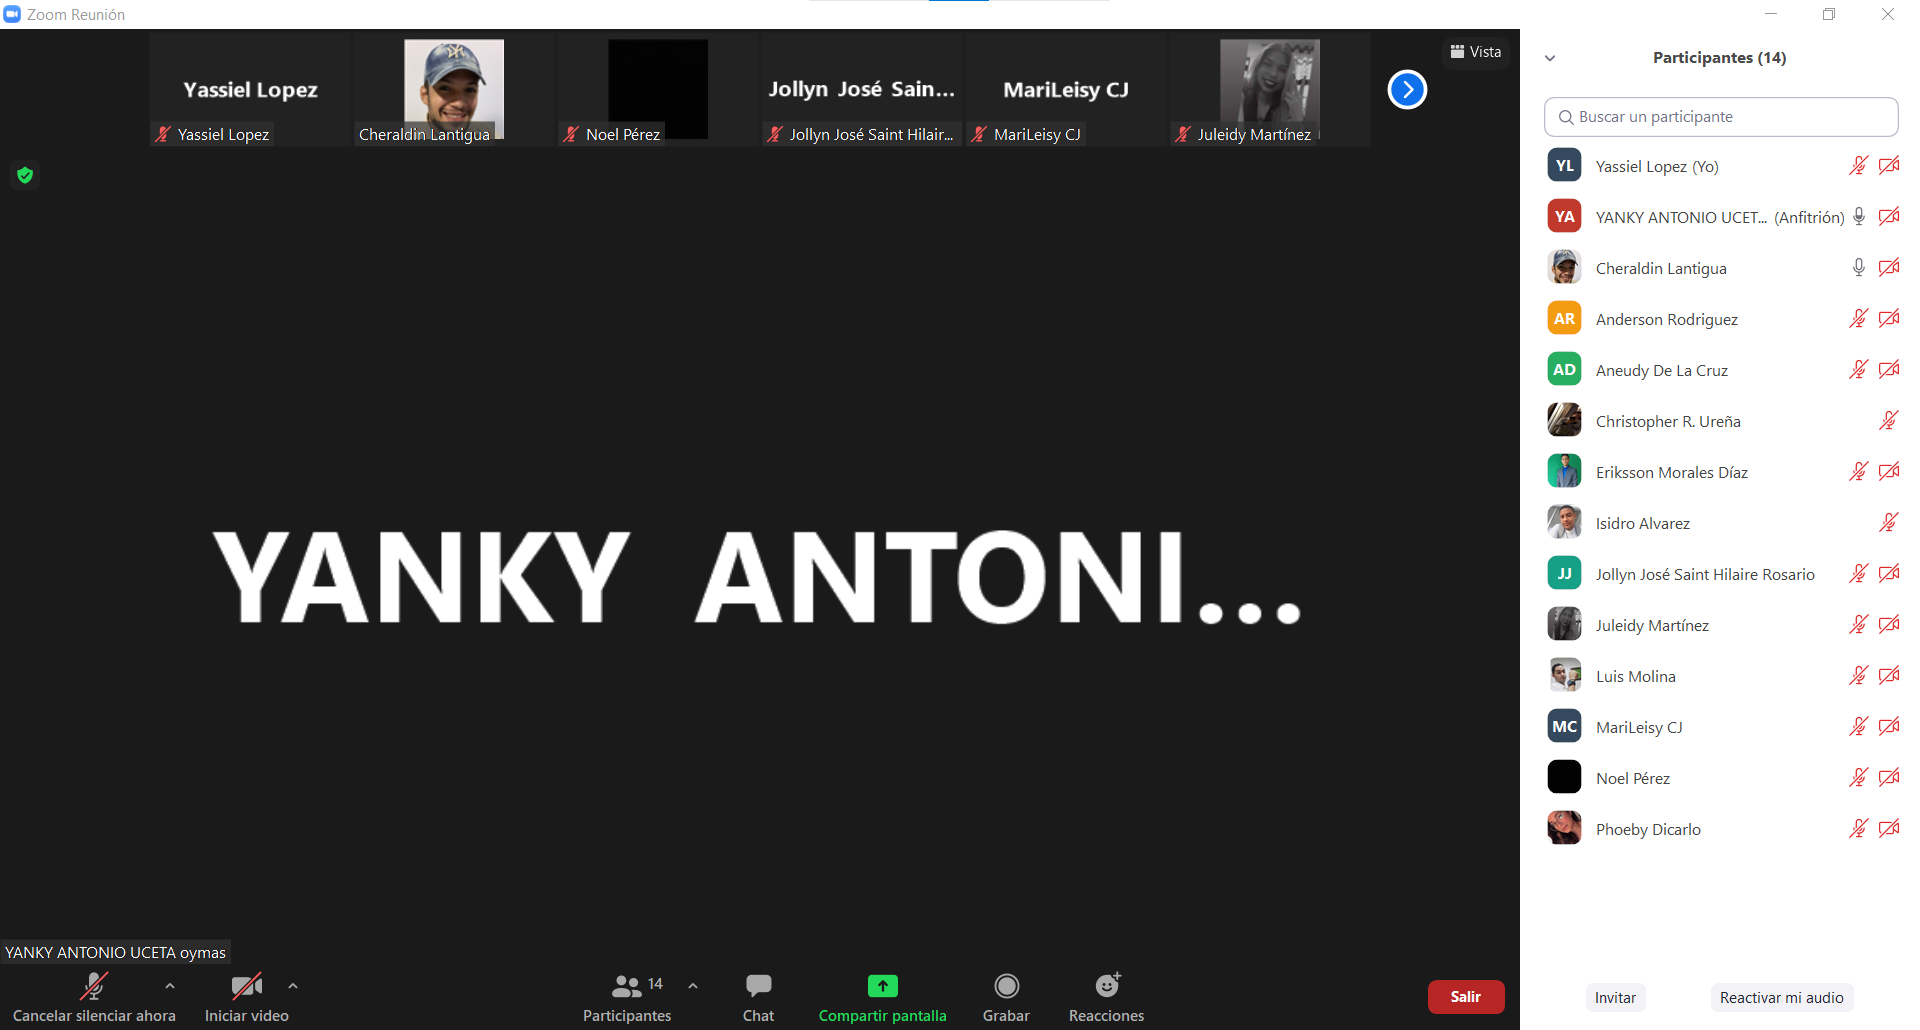 Zoom Reunión
Yassiel Lopez
Yassiel Lopez
Cheraldin Lantigua
Noel Pérez
Jollyn José Sain...
Jollyn José Saint Hilair...
MariLeisy CJ
MariLeisy CJ
Juleidy Martínez
Vista
YANKY ANTONI...
YANKY ANTONIO UCETA oymas
Cancelar silenciar ahora
Iniciar video
14
Participantes
Chat
Compartir pantalla
Grabar
Reacciones
Salir
Participantes (14)
Buscar un participante
YL Yassiel Lopez (Yo)
YA YANKY ANTONIO UCET... (Anfitrión)
Cheraldin Lantigua
AR Anderson Rodriguez
AD Aneudy De La Cruz
Christopher R. Ureña
Eriksson Morales Díaz
Isidro Alvarez
JJ Jollyn José Saint Hilaire Rosario
Juleidy Martínez
Luis Molina
MC MariLeisy CJ
Noel Pérez
Phoeby Dicarlo
Invitar
Reactivar mi audio